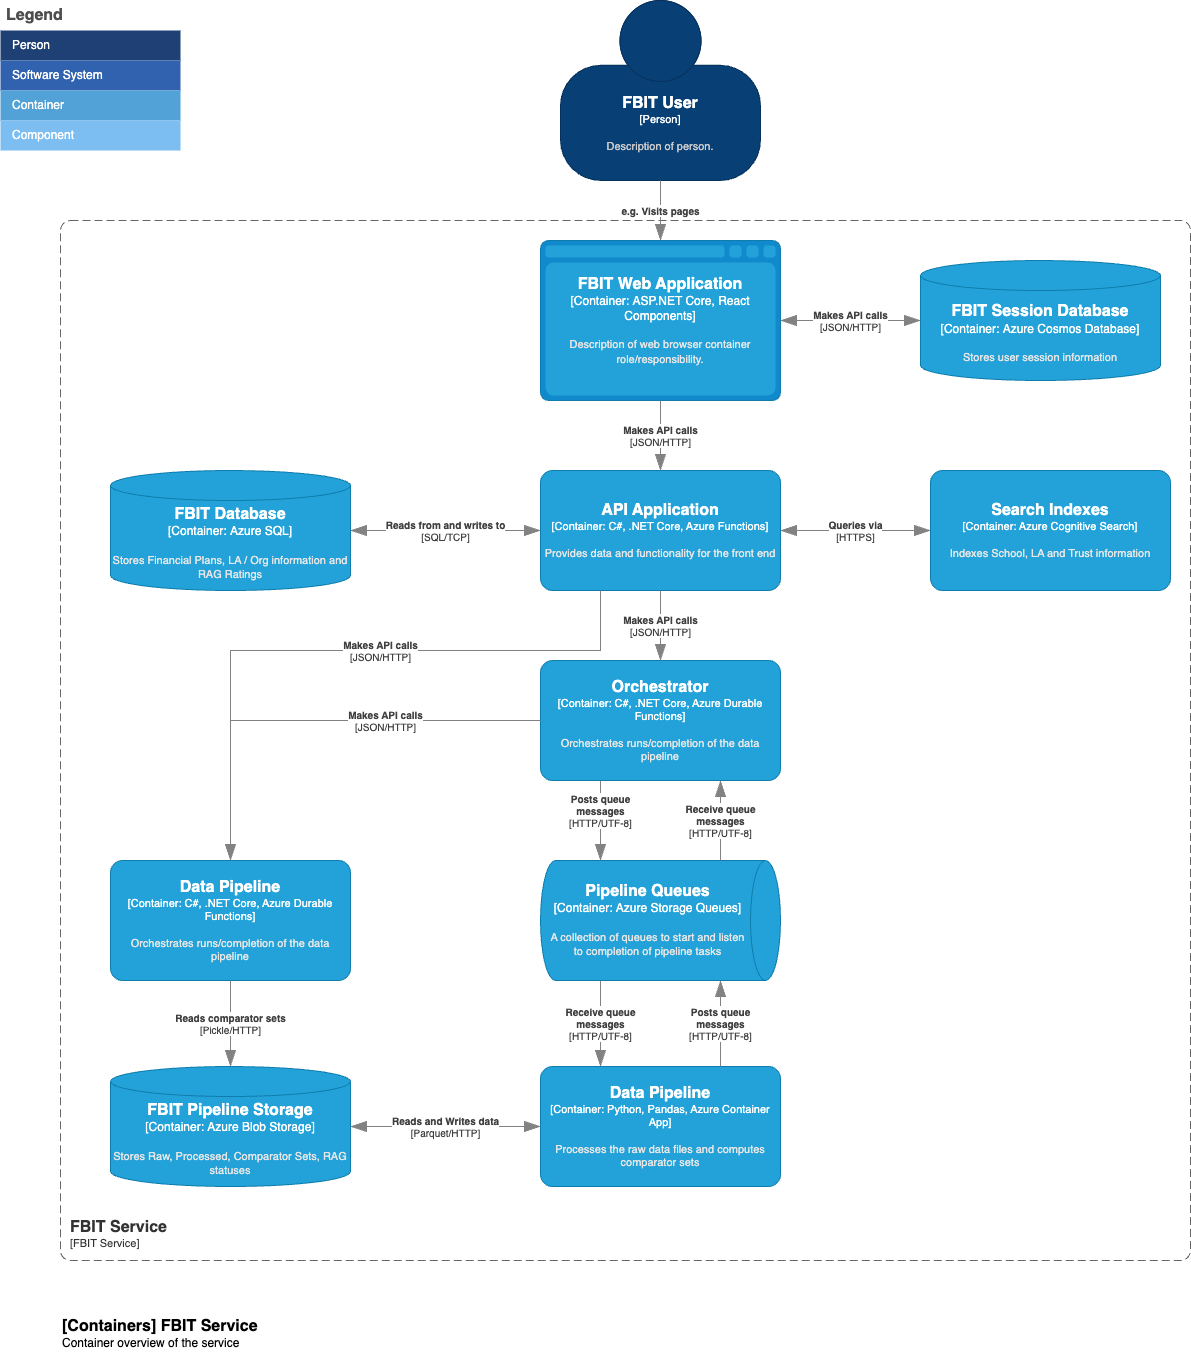 Legend
Person
Software System
Container
Component
FBIT User
[Person]
Description of person.
e.g. Visits pages
FBIT Web Application
[Container: ASP.NET Core, React
Components]
Description of web browser container
role/responsibility.
Makes API calls
[JSON/HTTP]
FBIT Session Database
[Container: Azure Cosmos Database]
Stores user session information
Makes API calls
[JSON/HTTP]
FBIT Database
[Container: Azure SQL]
Stores Financial Plans, LA / Org information and
RAG Ratings
Reads from and writes to
[SQL/TCP]
API Application
[Container: C#, .NET Core, Azure Functions]
Provides data and functionality for the front end
Queries via
[HTTPS]
Search Indexes
[Container: Azure Cognitive Search]
Indexes School, LA and Trust information
Makes API calls
[JSON/HTTP]
Makes API calls
[JSON/HTTP]
Orchestrator
[Container: C#, .NET Core, Azure Durable
Functions]
Orchestrates runs/completion of the data
pipeline
Makes API calls
[JSON/HTTP]
Posts queue
messages
[HTTP/UTF-8]
Receive queue
messages
[HTTP/UTF-8]
Data Pipeline
[Container: C#, .NET Core, Azure Durable
Functions]
Orchestrates runs/completion of the data
pipeline
Pipeline Queues
[Container: Azure Storage Queues]
A collection of queues to start and listen
to completion of pipeline tasks
Reads comparator sets
[Pickle/HTTP]
Receive queue
messages
[HTTP/UTF-8]
Posts queue
messages
[HTTP/UTF-8]
FBIT Pipeline Storage
[Container: Azure Blob Storage]
Stores Raw, Processed, Comparator Sets, RAG
statuses
Reads and Writes data
[Parquet/HTTP]
Data Pipeline
[Container: Python, Pandas, Azure Container
App]
Processes the raw data files and computes
comparator sets
FBIT Service
[FBIT Service]
[Containers] FBIT Service
Container overview of the service